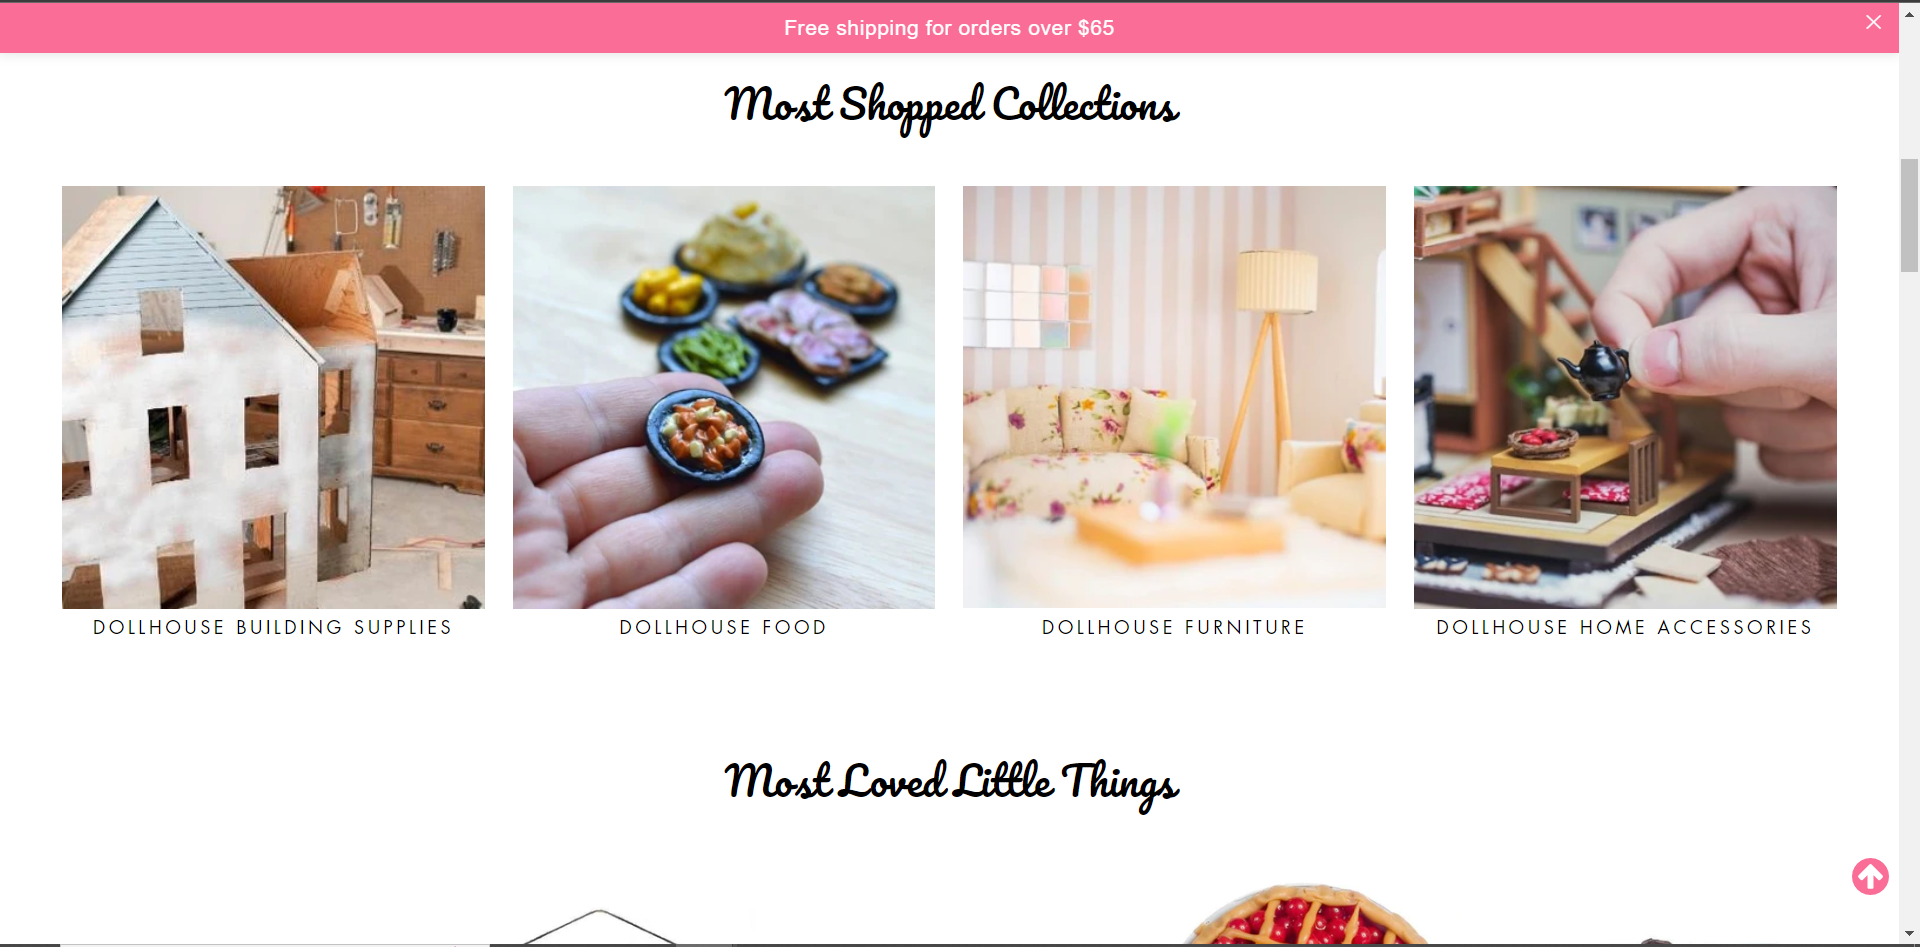 Free shipping for orders over $65
Most Shopped Collections
DOLLHOUSE BUILDING SUPPLIES
DOLLHOUSE FOOD
DOLLHOUSE FURNITURE
DOLLHOUSE HOME ACCESSORIES
Most Loved Little Things